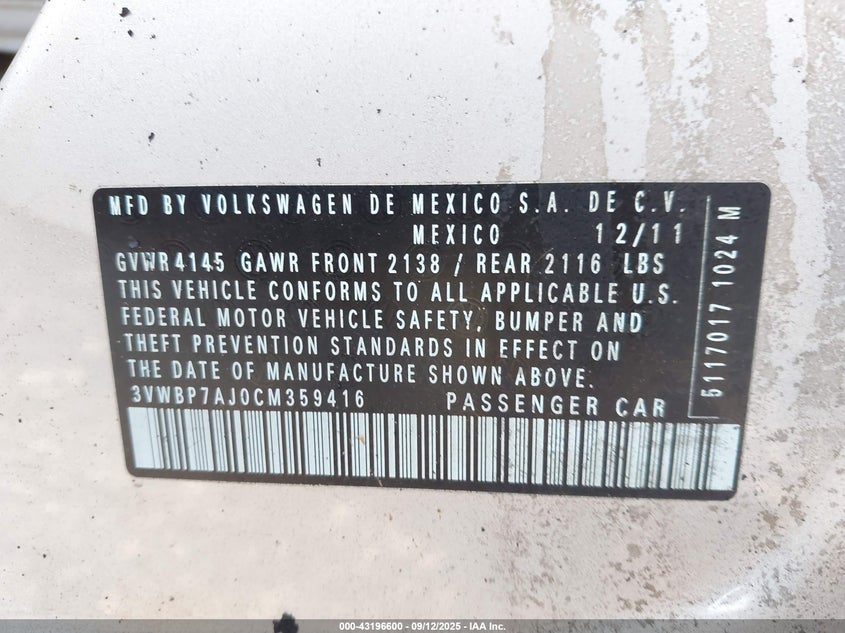 MFD BY VOLKSWAGEN DE MEXICO S.A. DE C.V.
MEXICO 12/11
GVWR4145 GAWR FRONT 2138 / REAR 2116 LBS
THIS VEHICLE CONFORMS TO ALL APPLICABLE U.S.
FEDERAL MOTOR VEHICLE SAFETY, BUMPER AND
THEFT PREVENTION STANDARDS IN EFFECT ON
THE DATE OF MANUFACTURE SHOWN ABOVE.
3VWBP7AJ0CM359416 PASSENGER CAR
5117017 1024 M
000-43196600 - 09/12/2025 - IAA Inc.